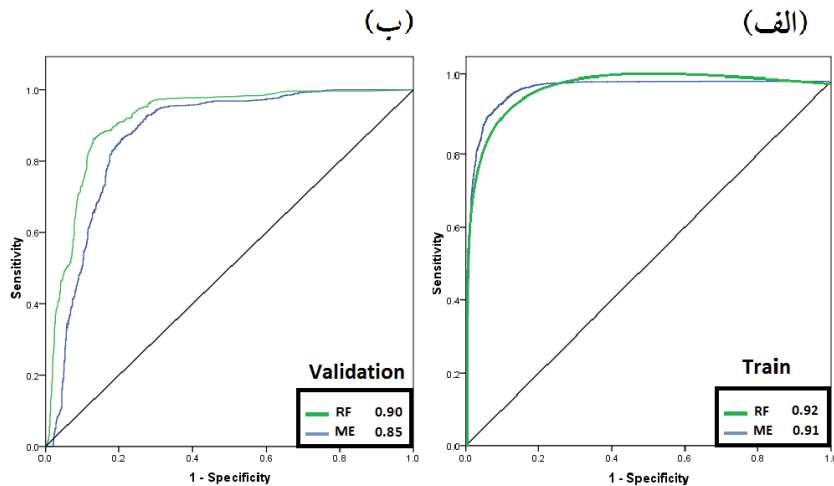 (ب)
1.0
0.8
0.6
0.4
0.2
0.0
Sensitivity
0.0 0.2 0.4 0.6 0.8 1.0
1 - Specificity
Validation
RF 0.90
ME 0.85
(الف)
1.0
0.8
0.6
0.4
0.2
0.0
Sensitivity
0.0 0.2 0.4 0.6 0.8 1.0
1 - Specificity
Train
RF 0.92
ME 0.91